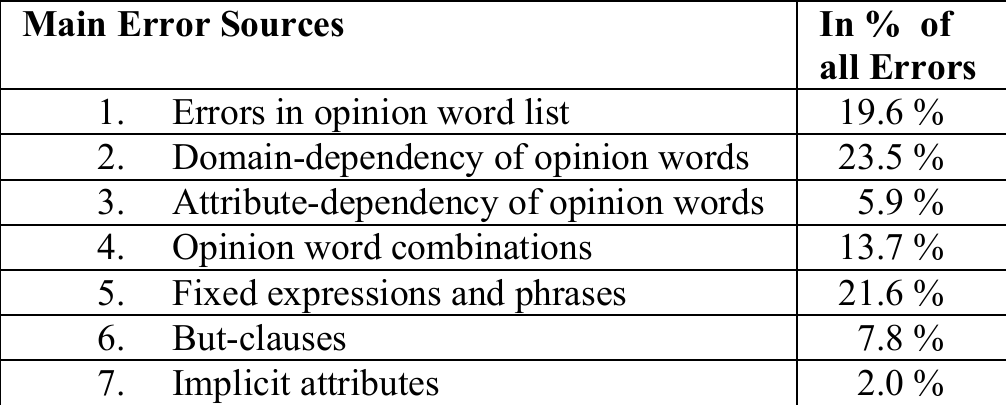 Main Error Sources In % of
all Errors
1. Errors in opinion word list 19.6 %
2. Domain-dependency of opinion words 23.5 %
3. Attribute-dependency of opinion words 5.9 %
4. Opinion word combinations 13.7 %
5. Fixed expressions and phrases 21.6 %
6. But-clauses 7.8 %
7. Implicit attributes 2.0 %